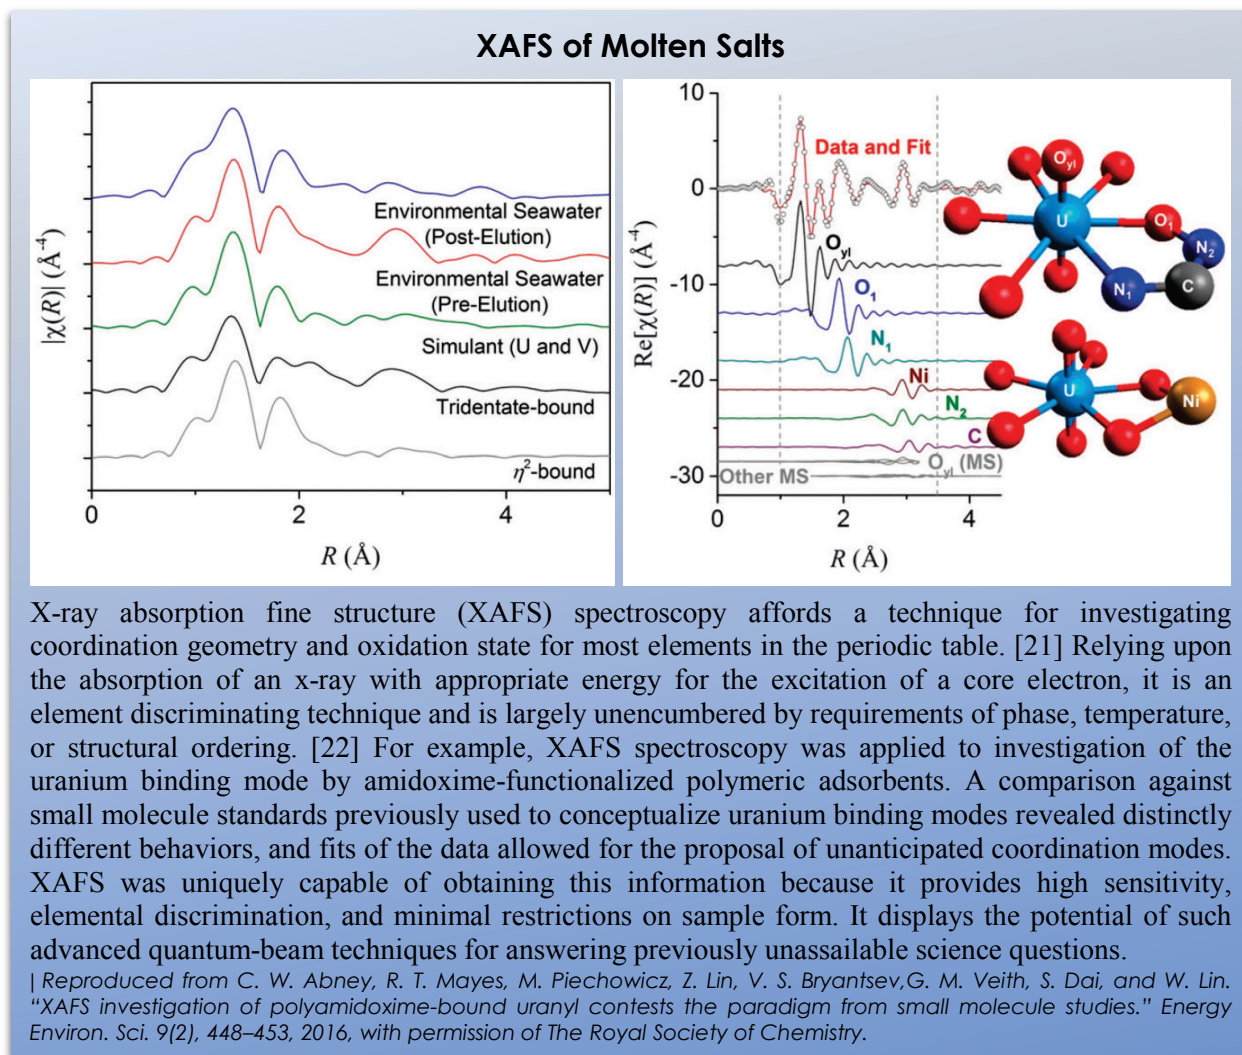 XAFS of Molten Salts
|χ(R)| (Å⁻⁴)
Environmental Seawater
(Post-Elution)
Environmental Seawater
(Pre-Elution)
Simulant (U and V)
Tridentate-bound
η²-bound
0
2
4
R (Å)
Re[χ(R)] (Å⁻⁴)
10
0
-10
-20
-30
Data and Fit
Oyl
O1
N1
Ni
N2
C
Oyl (MS)
Other MS
0
2
4
R (Å)
Oyl
U
O1
N2
C
N1
U
Ni
X-ray absorption fine structure (XAFS) spectroscopy affords a technique for investigating
coordination geometry and oxidation state for most elements in the periodic table. [21] Relying upon
the absorption of an x-ray with appropriate energy for the excitation of a core electron, it is an
element discriminating technique and is largely unencumbered by requirements of phase, temperature,
or structural ordering. [22] For example, XAFS spectroscopy was applied to investigation of the
uranium binding mode by amidoxime-functionalized polymeric adsorbents. A comparison against
small molecule standards previously used to conceptualize uranium binding modes revealed distinctly
different behaviors, and fits of the data allowed for the proposal of unanticipated coordination modes.
XAFS was uniquely capable of obtaining this information because it provides high sensitivity,
elemental discrimination, and minimal restrictions on sample form. It displays the potential of such
advanced quantum-beam techniques for answering previously unassailable science questions.
| Reproduced from C. W. Abney, R. T. Mayes, M. Piechowicz, Z. Lin, V. S. Bryantsev,G. M. Veith, S. Dai, and W. Lin.
“XAFS investigation of polyamidoxime-bound uranyl contests the paradigm from small molecule studies.” Energy
Environ. Sci. 9(2), 448–453, 2016, with permission of The Royal Society of Chemistry.